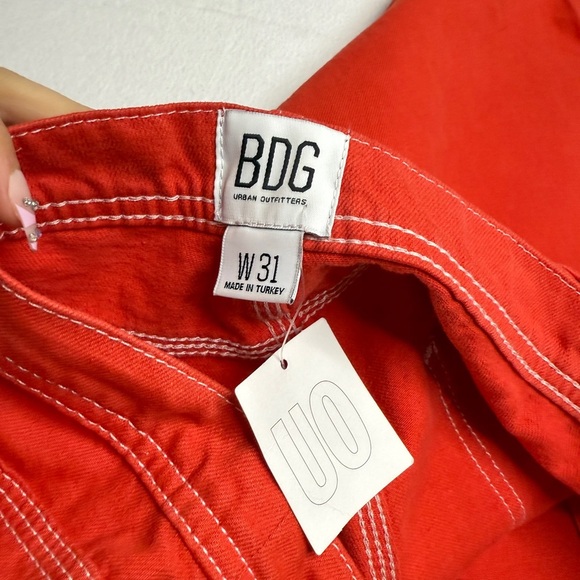 BDG
URBAN OUTFITTERS
W 31
MADE IN TURKEY
UO